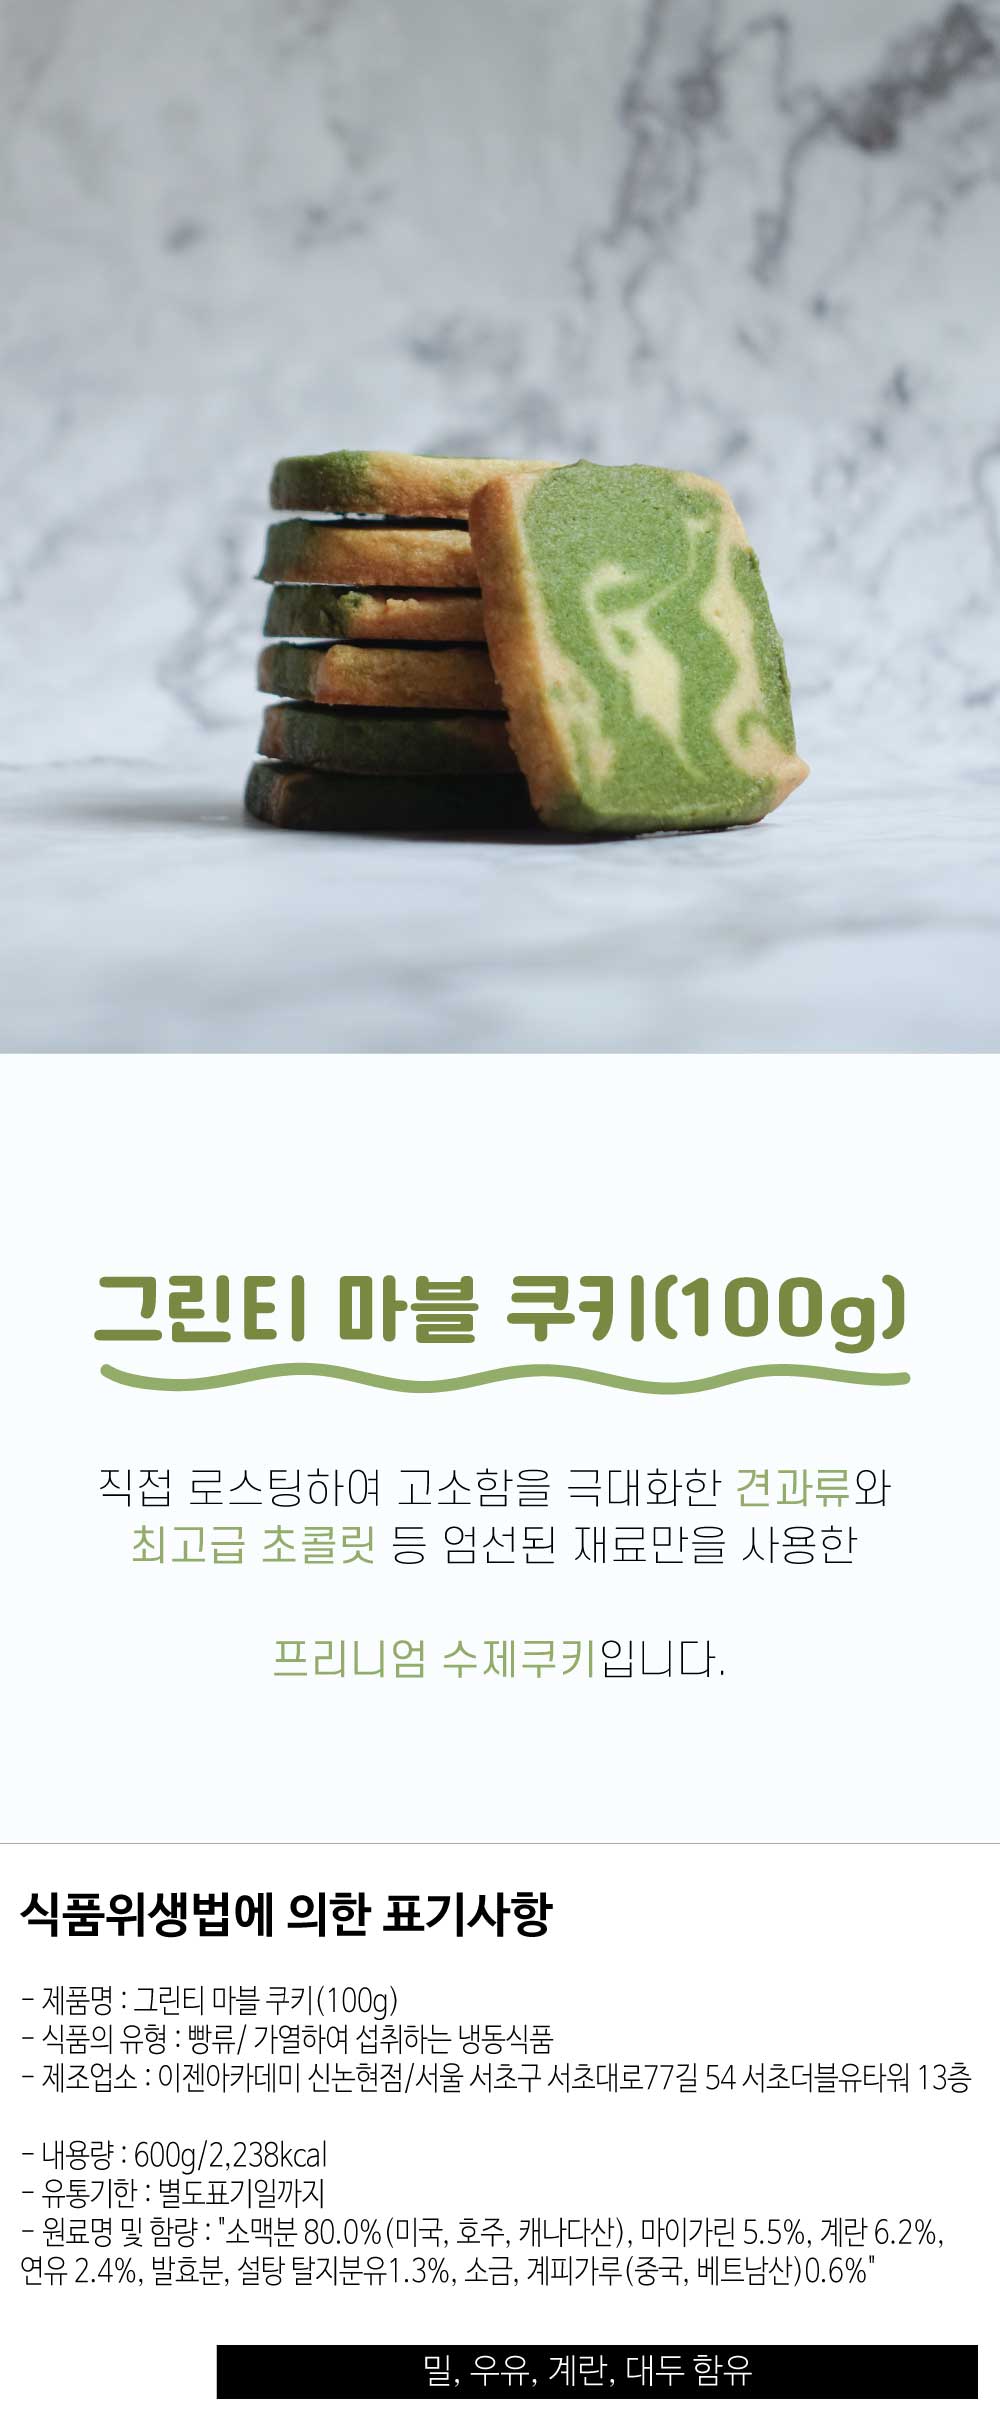 그린티 마블 쿠키(100g)
직접 로스팅하여 고소함을 극대화한 견과류와
최고급 초콜릿 등 엄선된 재료만을 사용한
프리니엄 수제쿠키입니다.
식품위생법에 의한 표기사항
- 제품명 : 그린티 마블 쿠키(100g)
- 식품의 유형 : 빵류/ 가열하여 섭취하는 냉동식품
- 제조업소 : 이젠아카데미 신논현점/서울 서초구 서초대로77길 54 서초더블유타워 13층
- 내용량 : 600g/2,238kcal
- 유통기한 : 별도표기일까지
- 원료명 및 함량 : "소맥분 80.0%(미국, 호주, 캐나다산), 마이가린 5.5%, 계란 6.2%,
연유 2.4%, 발효분, 설탕 탈지분유1.3%, 소금, 계피가루(중국, 베트남산)0.6%"
밀, 우유, 계란, 대두 함유